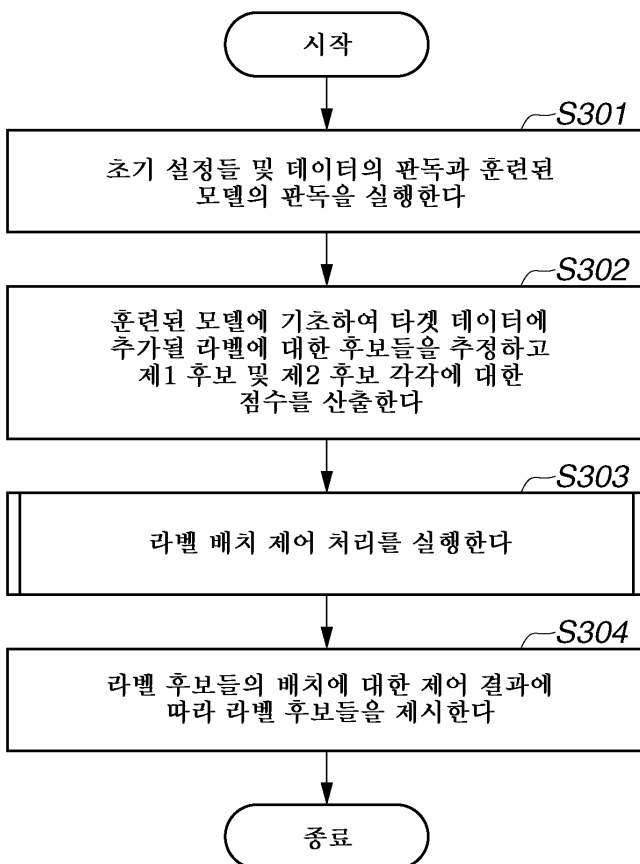 시작
S301
초기 설정들 및 데이터의 판독과 훈련된
모델의 판독을 실행한다
S302
훈련된 모델에 기초하여 타겟 데이터에
추가될 라벨에 대한 후보들을 추정하고
제1 후보 및 제2 후보 각각에 대한
점수를 산출한다
S303
라벨 배치 제어 처리를 실행한다
S304
라벨 후보들의 배치에 대한 제어 결과에
따라 라벨 후보들을 제시한다
종료